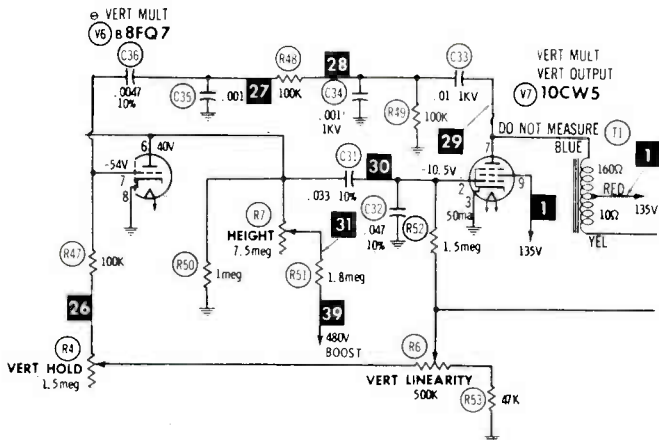 ⊖ VERT MULT
V6 B 8FQ7
C36
.0047
10%
C35
.001
27
R48
100K
28
C34
.001
1KV
R49
100K
C33
.01 1KV
29
VERT MULT
VERT OUTPUT
V7 10CW5
DO NOT MEASURE
T1
BLUE
160Ω
RED
1
135V
10Ω
YEL
6 40V
-54V
7
8
C31
.033 10%
30
-10.5V
7
2
9
3
50ma
1
135V
C32
.047
10%
R52
1.5meg
R7
HEIGHT
7.5meg
31
R50
1meg
R51
1.8meg
39
480V
BOOST
R47
100K
26
R4
VERT HOLD
1.5meg
R6
VERT LINEARITY
500K
R53
47K